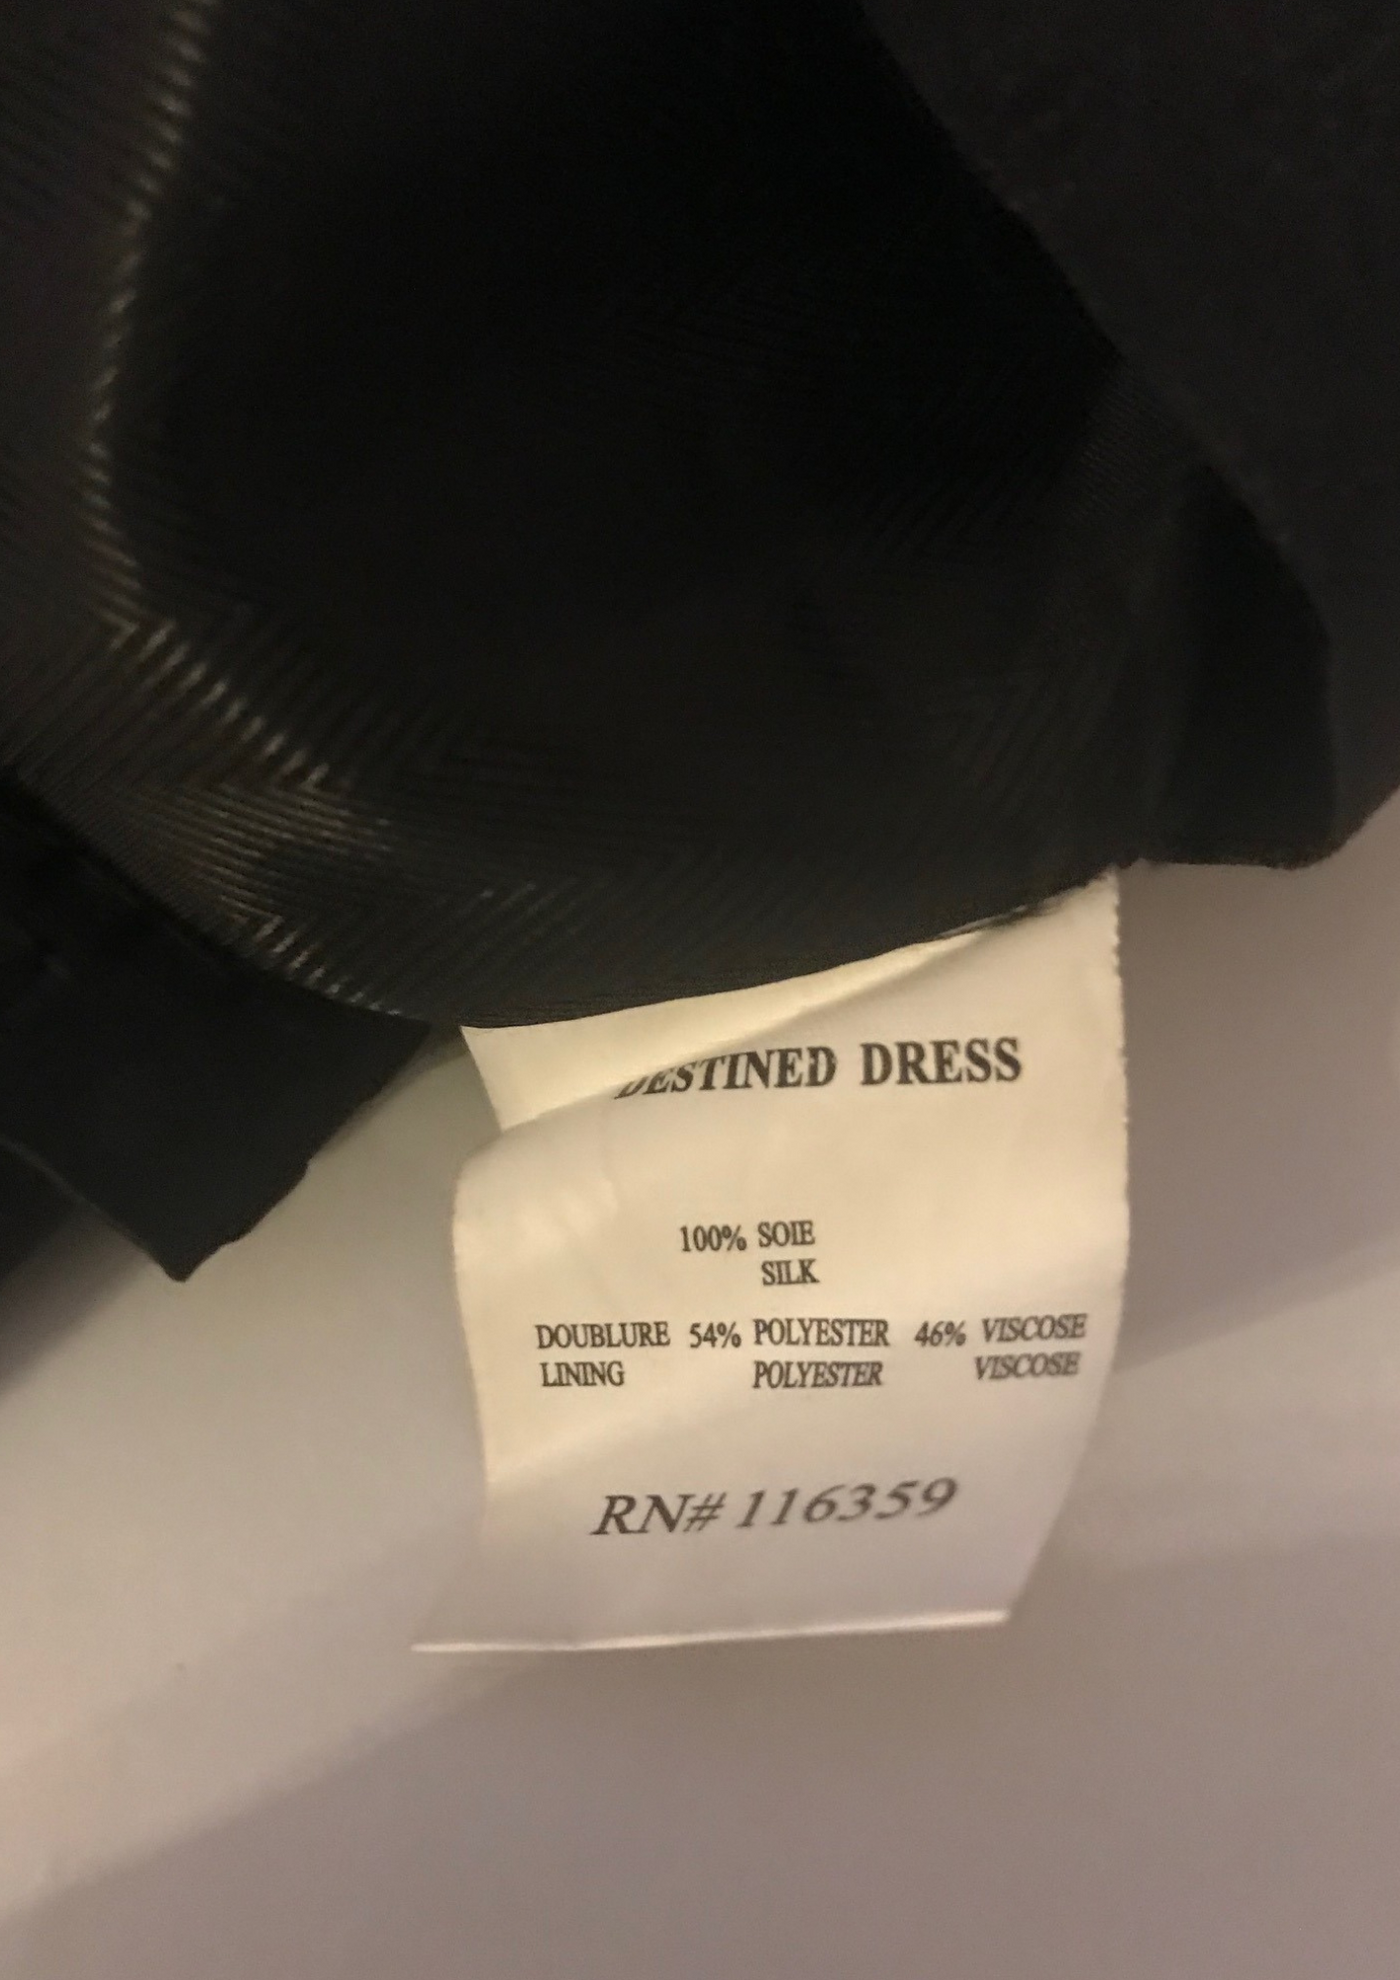 DESTINED DRESS
100% SOIE
SILK
DOUBLURE 54% POLYESTER 46% VISCOSE
LINING POLYESTER VISCOSE
RN# 116359